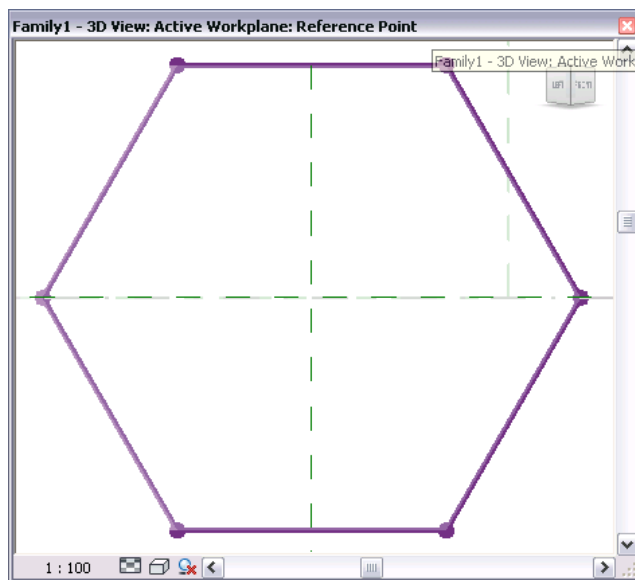 Family1 - 3D View: Active Workplane: Reference Point
Family1 - 3D View: Active Work
1 : 100